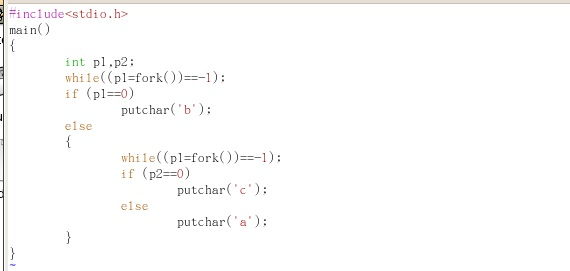 #include<stdio.h>
main()
{
int p1,p2;
while((p1=fork())==-1);
if (p1==0)
putchar('b');
else
{
while((p1=fork())==-1);
if (p2==0)
putchar('c');
else
putchar('a');
}
}
~